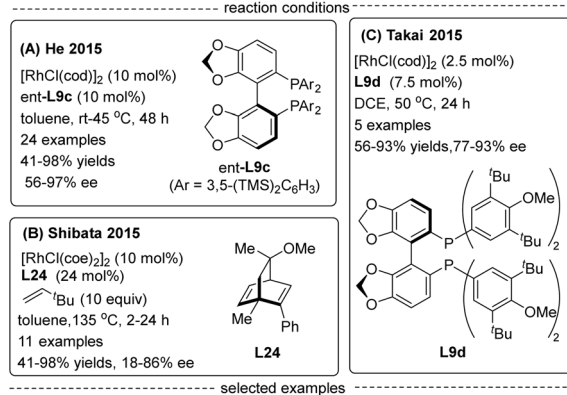 reaction conditions
(A) He 2015
[RhCl(cod)]2 (10 mol%)
ent-L9c (10 mol%)
toluene, rt-45 °C, 48 h
24 examples
41-98% yields
56-97% ee
O
O
O
O
PAr2
PAr2
ent-L9c
(Ar = 3,5-(TMS)2C6H3)
(B) Shibata 2015
[RhCl(coe)2]2 (10 mol%)
L24 (24 mol%)
tBu (10 equiv)
toluene,135 °C, 2-24 h
11 examples
41-98% yields, 18-86% ee
Me OMe
Me
Ph
L24
(C) Takai 2015
[RhCl(cod)]2 (2.5 mol%)
L9d (7.5 mol%)
DCE, 50 °C, 24 h
5 examples
56-93% yields,77-93% ee
tBu
OMe
tBu
2
O
O
P
O
O
P
tBu
OMe
tBu
2
L9d
selected examples